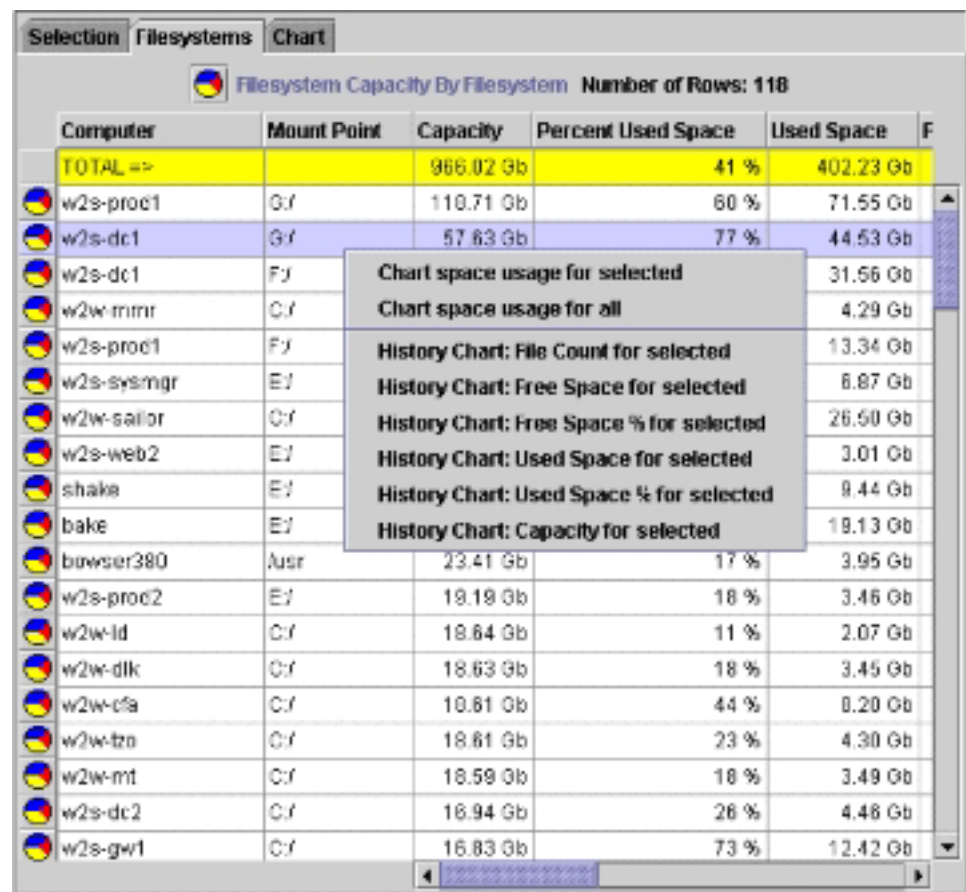 Selection Filesystems Chart
Filesystem Capacity By Filesystem Number of Rows: 118
Computer Mount Point Capacity Percent Used Space Used Space F
TOTAL => 966.02 Gb 41 % 402.23 Gb
w2s-prod1 G:/ 118.71 Gb 60 % 71.55 Gb
w2s-dc1 G:/ 57.63 Gb 77 % 44.53 Gb
w2s-dc1 F:/ Chart space usage for selected 31.56 Gb
w2w-mmr C:/ Chart space usage for all 4.29 Gb
w2s-prod1 F:/ History Chart: File Count for selected 13.34 Gb
w2s-sysmgr E:/ History Chart: Free Space for selected 6.87 Gb
w2w-sailor C:/ History Chart: Free Space % for selected 26.50 Gb
w2s-web2 E:/ History Chart: Used Space for selected 3.01 Gb
shake E:/ History Chart: Used Space % for selected 9.44 Gb
bake E:/ History Chart: Capacity for selected 19.13 Gb
bowser380 /usr 23.41 Gb 17 % 3.95 Gb
w2s-prod2 E:/ 19.19 Gb 18 % 3.46 Gb
w2w-ld C:/ 18.64 Gb 11 % 2.07 Gb
w2w-dlk C:/ 18.63 Gb 18 % 3.45 Gb
w2w-cfa C:/ 18.61 Gb 44 % 8.20 Gb
w2w-tzo C:/ 18.61 Gb 23 % 4.30 Gb
w2w-mt C:/ 18.59 Gb 18 % 3.49 Gb
w2s-dc2 C:/ 16.94 Gb 26 % 4.46 Gb
w2s-gw1 C:/ 16.83 Gb 73 % 12.42 Gb